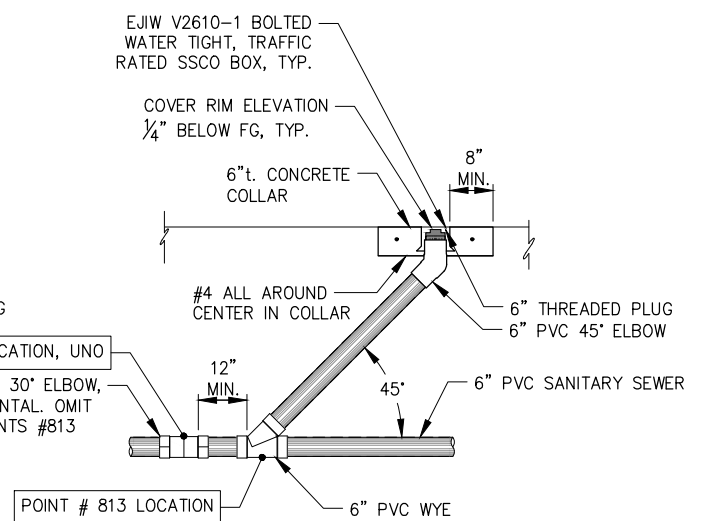 EJIW V2610-1 BOLTED
WATER TIGHT, TRAFFIC
RATED SSCO BOX, TYP.
COVER RIM ELEVATION
1/4" BELOW FG, TYP.
8"
MIN.
6"t. CONCRETE
COLLAR
#4 ALL AROUND
CENTER IN COLLAR
6" THREADED PLUG
6" PVC 45° ELBOW
G
CATION, UNO
30° ELBOW,
NTAL. OMIT
NTS #813
12"
MIN.
45°
6" PVC SANITARY SEWER
POINT # 813 LOCATION
6" PVC WYE